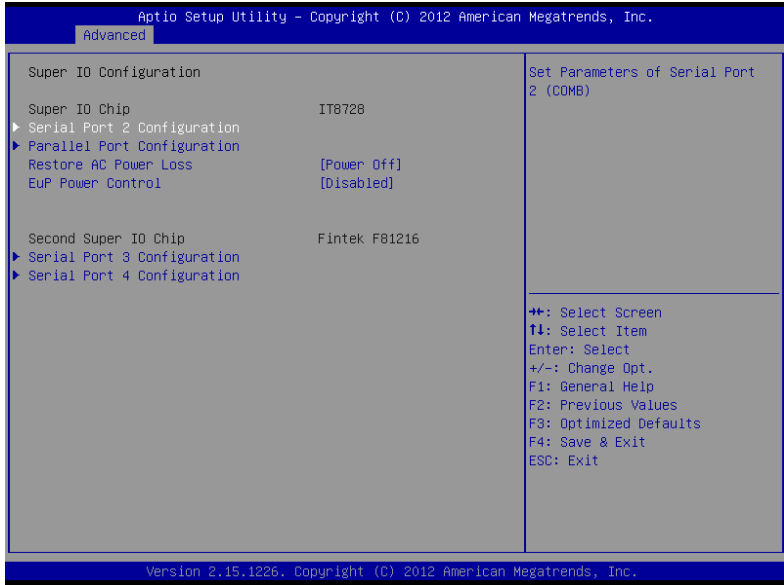 Aptio Setup Utility – Copyright (C) 2012 American Megatrends, Inc.
Advanced
Super IO Configuration
Super IO Chip IT8728
Serial Port 2 Configuration
Parallel Port Configuration
Restore AC Power Loss [Power Off]
EuP Power Control [Disabled]
Second Super IO Chip Fintek F81216
Serial Port 3 Configuration
Serial Port 4 Configuration
Set Parameters of Serial Port
2 (COMB)
→←: Select Screen
↑↓: Select Item
Enter: Select
+/-: Change Opt.
F1: General Help
F2: Previous Values
F3: Optimized Defaults
F4: Save & Exit
ESC: Exit
Version 2.15.1226. Copyright (C) 2012 American Megatrends, Inc.